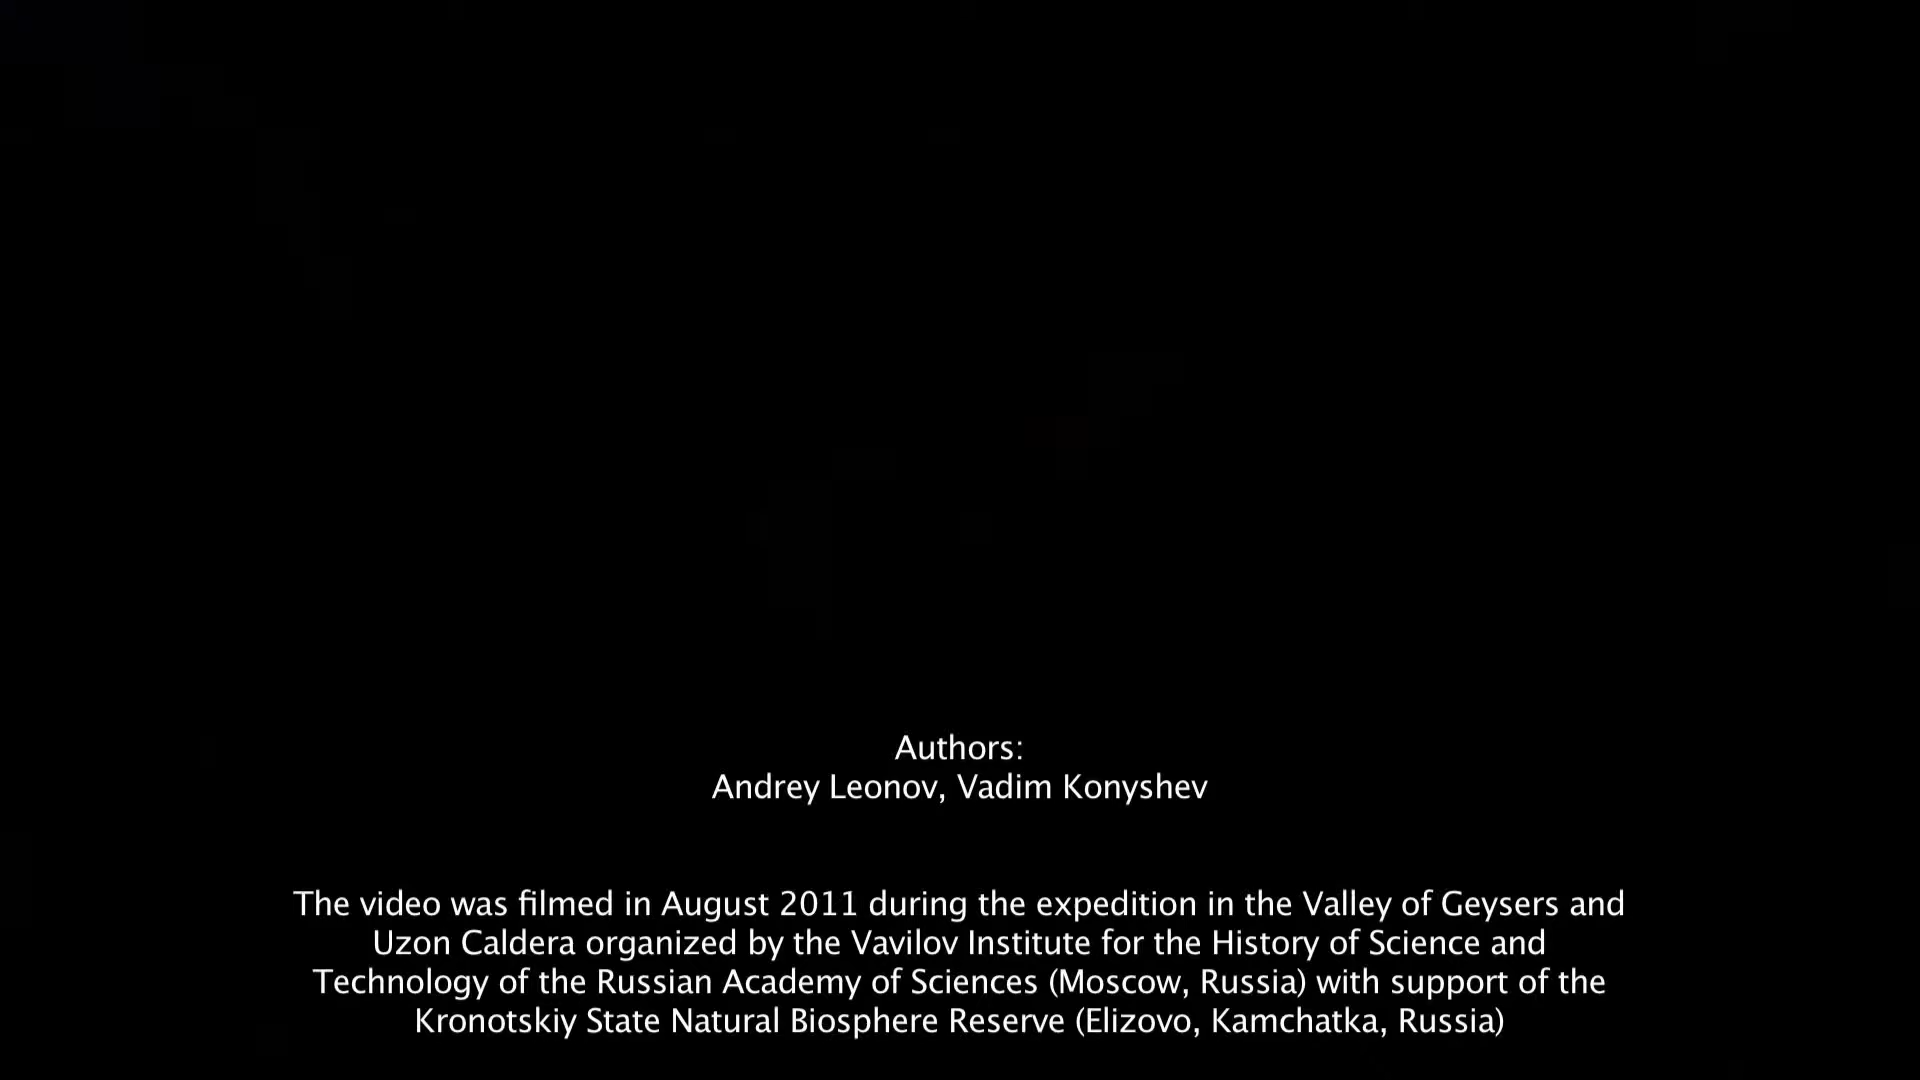 Authors:
Andrey Leonov, Vadim Konyshev
The video was filmed in August 2011 during the expedition in the Valley of Geysers and
Uzon Caldera organized by the Vavilov Institute for the History of Science and
Technology of the Russian Academy of Sciences (Moscow, Russia) with support of the
Kronotskiy State Natural Biosphere Reserve (Elizovo, Kamchatka, Russia)